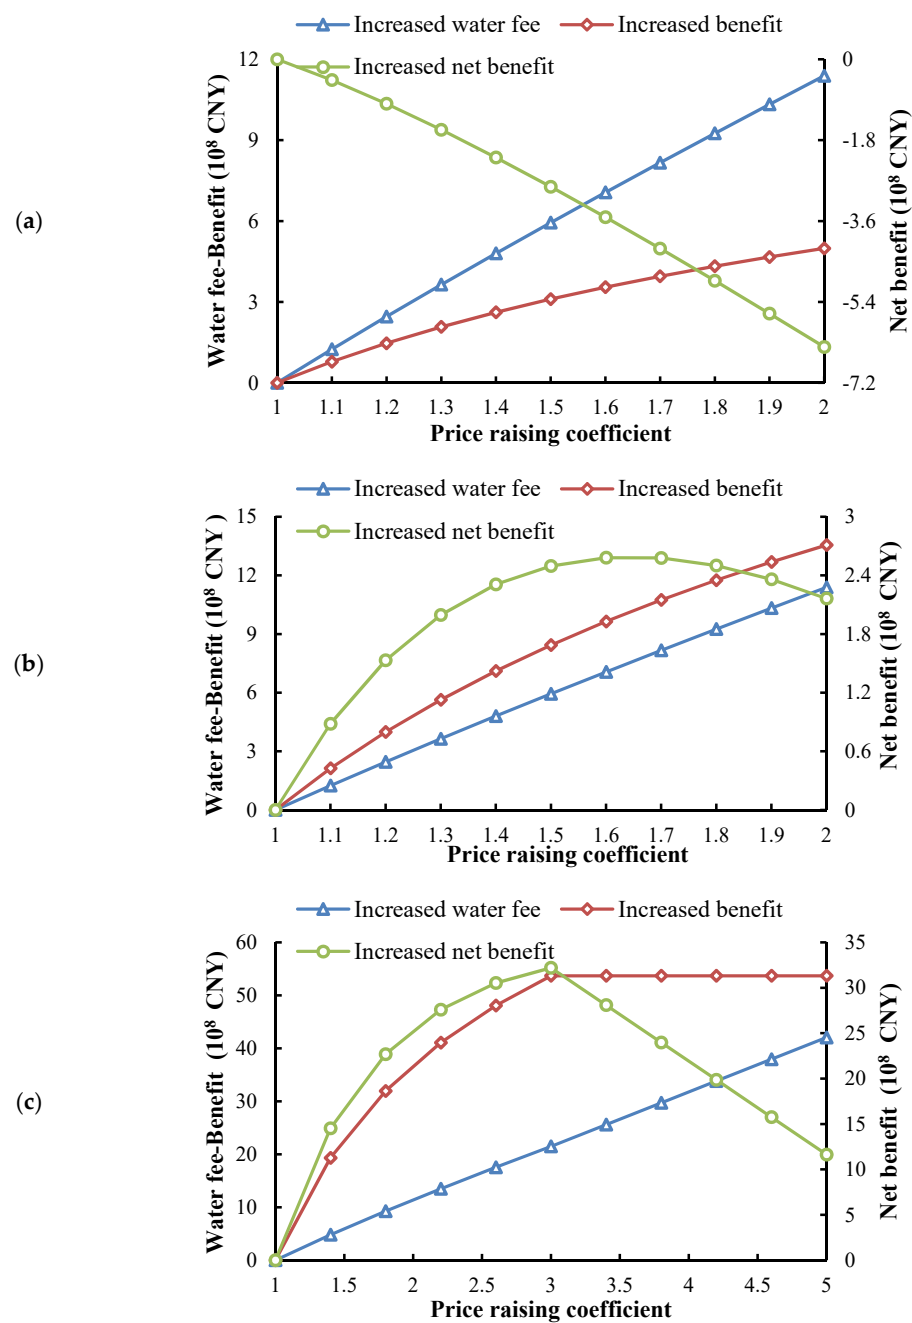 (a)
Increased water fee
Increased benefit
Increased net benefit
Water fee-Benefit (10⁸ CNY)
12
9
6
3
0
0
-1.8
-3.6
-5.4
-7.2
Net benefit (10⁸ CNY)
1 1.1 1.2 1.3 1.4 1.5 1.6 1.7 1.8 1.9 2
Price raising coefficient
(b)
Increased water fee
Increased benefit
Increased net benefit
Water fee-Benefit (10⁸ CNY )
15
12
9
6
3
0
3
2.4
1.8
1.2
0.6
0
Net benefit (10⁸ CNY)
1 1.1 1.2 1.3 1.4 1.5 1.6 1.7 1.8 1.9 2
Price raising coefficient
(c)
Increased water fee
Increased benefit
Increased net benefit
Water fee-Benefit (10⁸ CNY)
60
50
40
30
20
10
0
35
30
25
20
15
10
5
0
Net benefit (10⁸ CNY)
1 1.5 2 2.5 3 3.5 4 4.5 5
Price raising coefficient